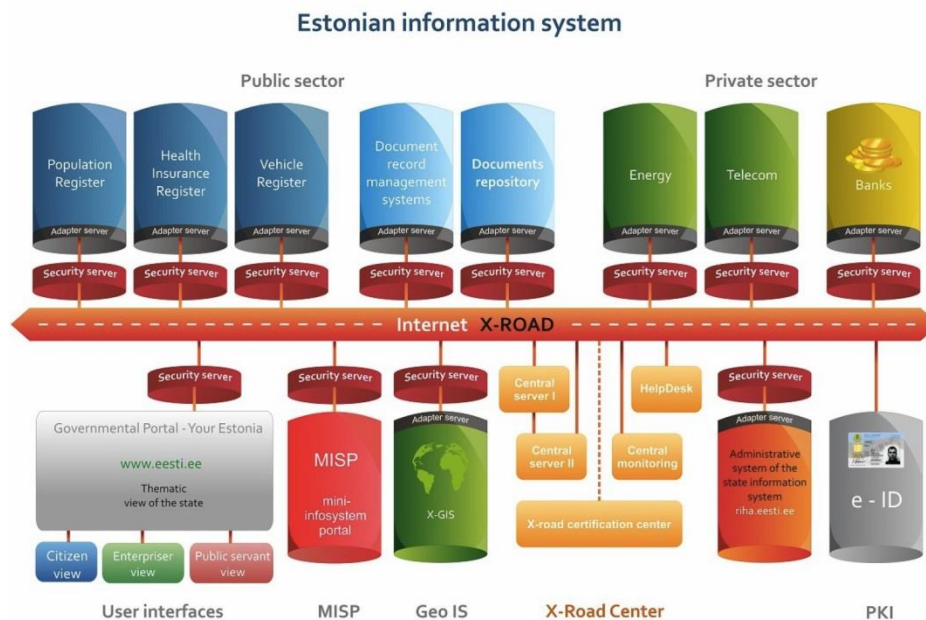 Estonian information system
Public sector
Private sector
Population
Register
Health
Insurance
Register
Vehicle
Register
Document
record
management
systems
Documents
repository
Energy
Telecom
Banks
Adapter server
Adapter server
Adapter server
Adapter server
Adapter server
Adapter server
Adapter server
Adapter server
Security server
Security server
Security server
Security server
Security server
Security server
Security server
Security server
Internet X-ROAD
Security server
Governmental Portal - Your Estonia
www.eesti.ee
Thematic
view of the state
Citizen
view
Enterpriser
view
Public servant
view
Security server
MISP
mini-
infosystem
portal
Security server
Adapter server
X-GIS
Central
server I
Central
server II
HelpDesk
Central
monitoring
X-road certification center
Security server
Adapter server
Administrative
system of the
state information
system
riha.eesti.ee
e - ID
User interfaces
MISP
Geo IS
X-Road Center
PKI